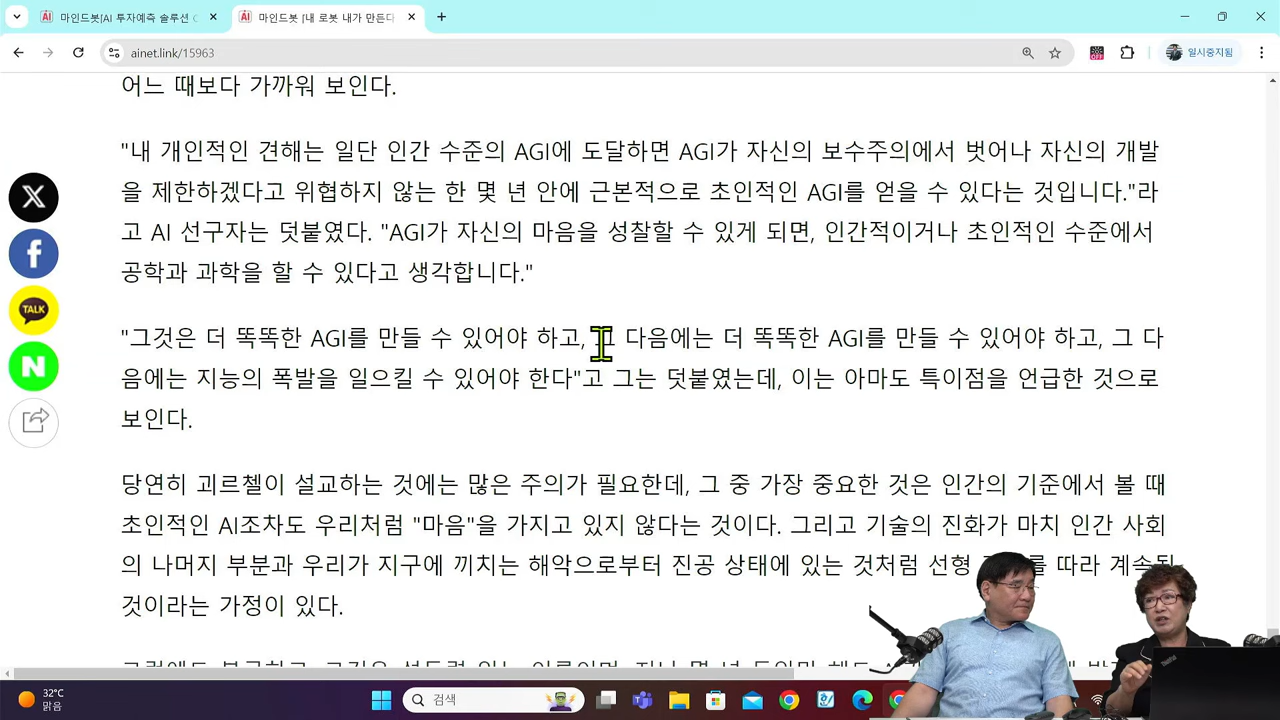 마인드봇[AI 투자예측 솔루션
마인드봇 [내 로봇 내가 만든다
ainet.link/15963
OFF
일시중지됨
어느 때보다 가까워 보인다.
"내 개인적인 견해는 일단 인간 수준의 AGI에 도달하면 AGI가 자신의 보수주의에서 벗어나 자신의 개발
을 제한하겠다고 위협하지 않는 한 몇 년 안에 근본적으로 초인적인 AGI를 얻을 수 있다는 것입니다."라
고 AI 선구자는 덧붙였다. "AGI가 자신의 마음을 성찰할 수 있게 되면, 인간적이거나 초인적인 수준에서
공학과 과학을 할 수 있다고 생각합니다."
"그것은 더 똑똑한 AGI를 만들 수 있어야 하고, 그 다음에는 더 똑똑한 AGI를 만들 수 있어야 하고, 그 다
음에는 지능의 폭발을 일으킬 수 있어야 한다"고 그는 덧붙였는데, 이는 아마도 특이점을 언급한 것으로
보인다.
당연히 괴르첼이 설교하는 것에는 많은 주의가 필요한데, 그 중 가장 중요한 것은 인간의 기준에서 볼 때
초인적인 AI조차도 우리처럼 "마음"을 가지고 있지 않다는 것이다. 그리고 기술의 진화가 마치 인간 사회
의 나머지 부분과 우리가 지구에 끼치는 해악으로부터 진공 상태에 있는 것처럼 선형 를 따라 계속될
것이라는 가정이 있다.
TALK
N
32°C
맑음
검색